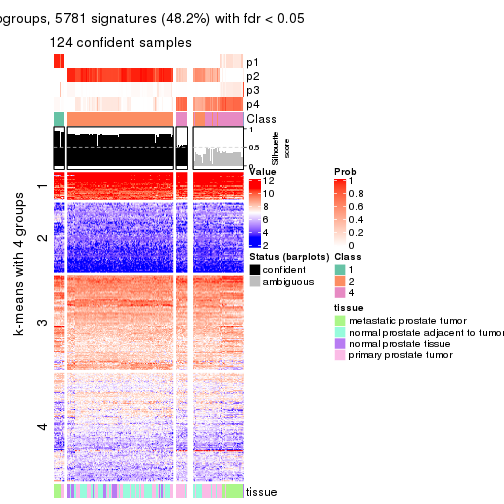 ogroups, 5781 signatures (48.2%) with fdr < 0.05
124 confident samples
p1
p2
p3
p4
Class
1
0.5
0
Silhouette
score
k-means with 4 groups
1
2
3
4
tissue
Value
12
10
8
6
4
2
Prob
1
0.8
0.6
0.4
0.2
0
Status (barplots)
confident
ambiguous
Class
1
2
4
tissue
metastatic prostate tumor
normal prostate adjacent to tumor
normal prostate tissue
primary prostate tumor